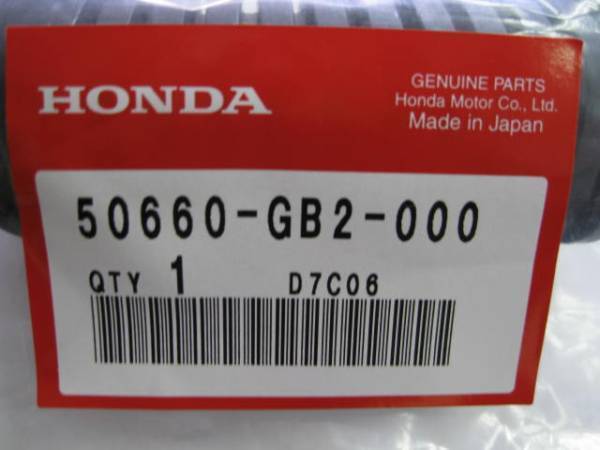 HONDA
GENUINE PARTS
Honda Motor Co., Ltd.
Made in Japan
50660-GB2-000
QTY 1 D7C06